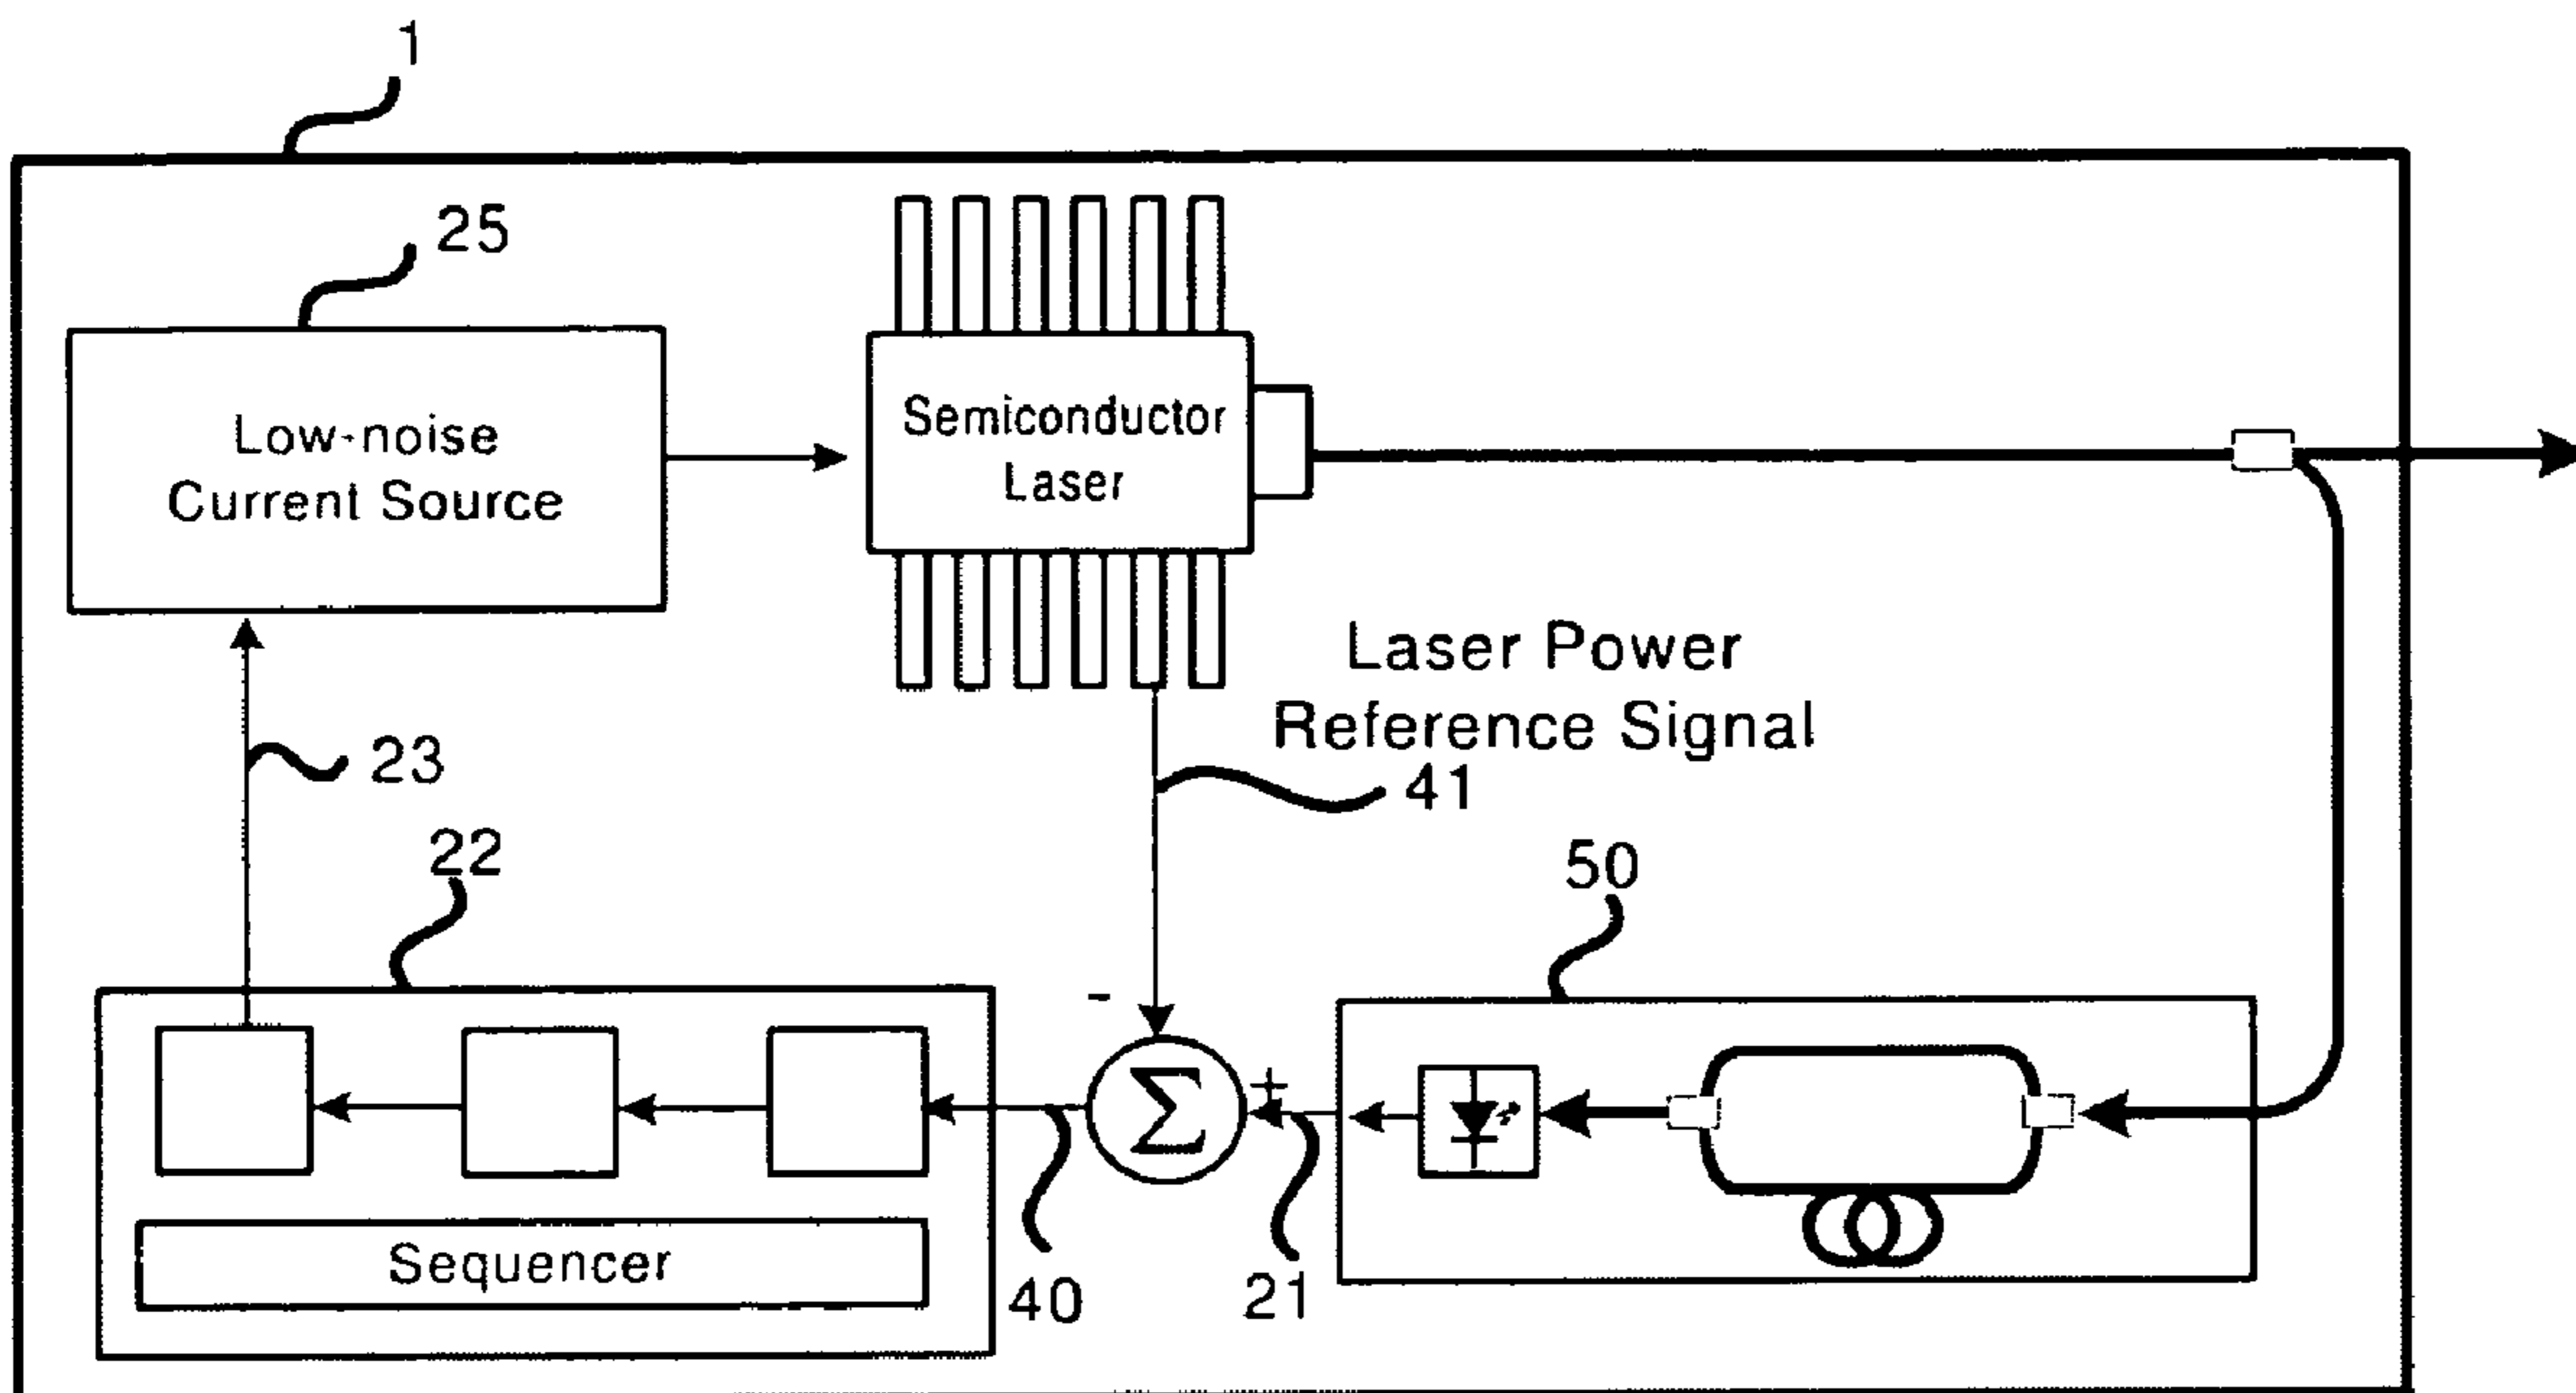 1
25
Low-noise
Current Source
Semiconductor
Laser
Laser Power
Reference Signal
23
41
22
50
-
Σ
+
Sequencer
40
21